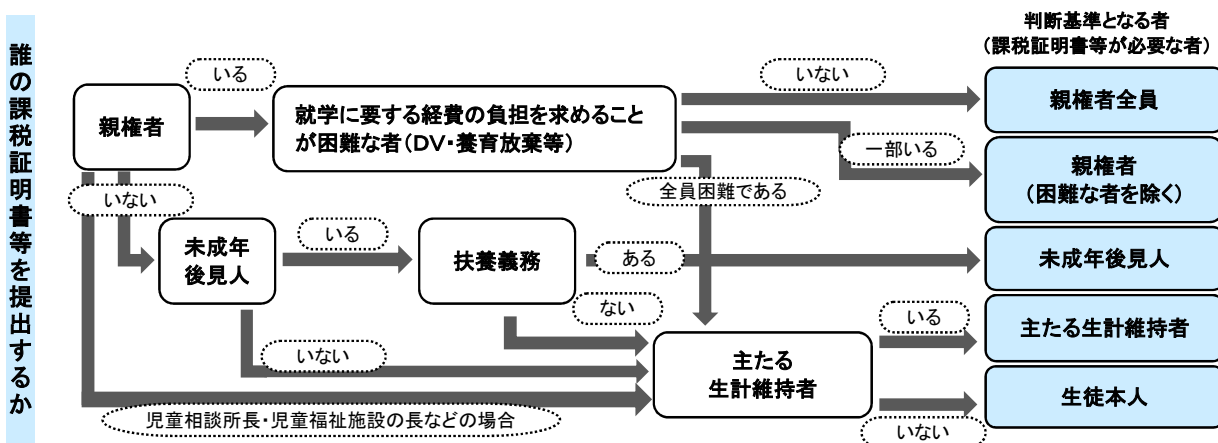 誰の課税証明書等を提出するか
判断基準となる者
（課税証明書等が必要な者）
親権者
いる
就学に要する経費の負担を求めること
が困難な者（DV・養育放棄等）
いない
親権者全員
一部いる
親権者
（困難な者を除く）
全員困難である
いない
未成年
後見人
いる
扶養義務
ある
未成年後見人
ない
いない
主たる
生計維持者
いる
主たる生計維持者
児童相談所長・児童福祉施設の長などの場合
いない
生徒本人